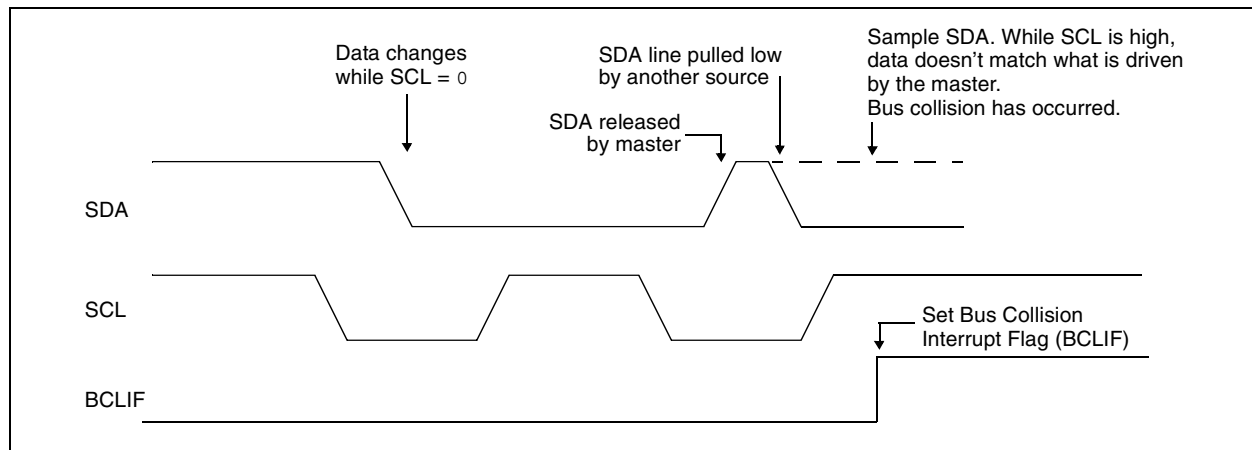 Data changes
while SCL = 0
SDA line pulled low
by another source
Sample SDA. While SCL is high,
data doesn't match what is driven
by the master.
Bus collision has occurred.
SDA released
by master
SDA
SCL
Set Bus Collision
Interrupt Flag (BCLIF)
BCLIF